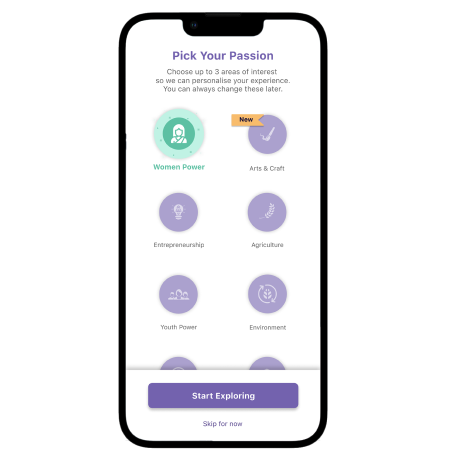 Pick Your Passion
Choose up to 3 areas of interest
so we can personalise your experience.
You can always change these later.
New
Women Power
Arts & Craft
Entrepreneurship
Agriculture
Youth Power
Environment
Start Exploring
Skip for now